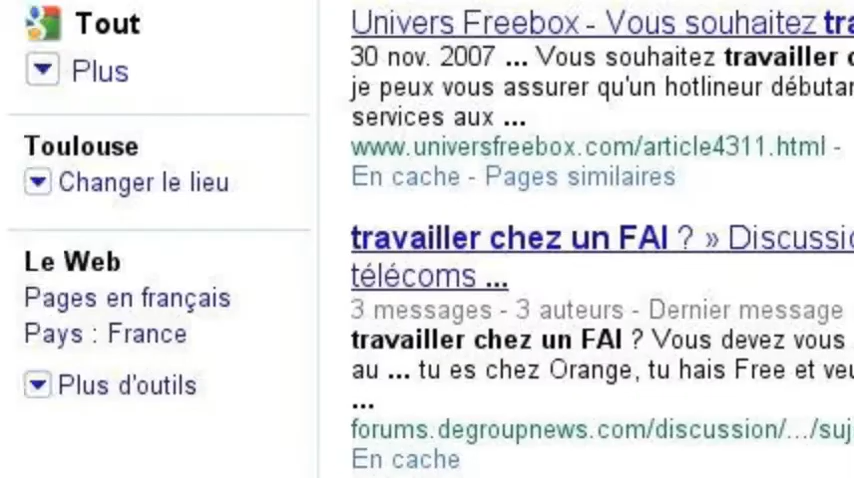 Tout
Plus
Toulouse
Changer le lieu
Le Web
Pages en français
Pays : France
Plus d'outils
Univers Freebox - Vous souhaitez
30 nov. 2007 ... Vous souhaitez travailler
je peux vous assurer qu'un hotlineur
services aux ...
www.universfreebox.com/article4311.html -
En cache - Pages similaires
travailler chez un FAI ? »
télécoms ...
3 messages - 3 auteurs - Dernier message
travailler chez un FAI ? Vous devez vous
au ... tu es chez Orange, tu hais Free et
...
forums.degroupnews.com/discussion/.../suj
En cache